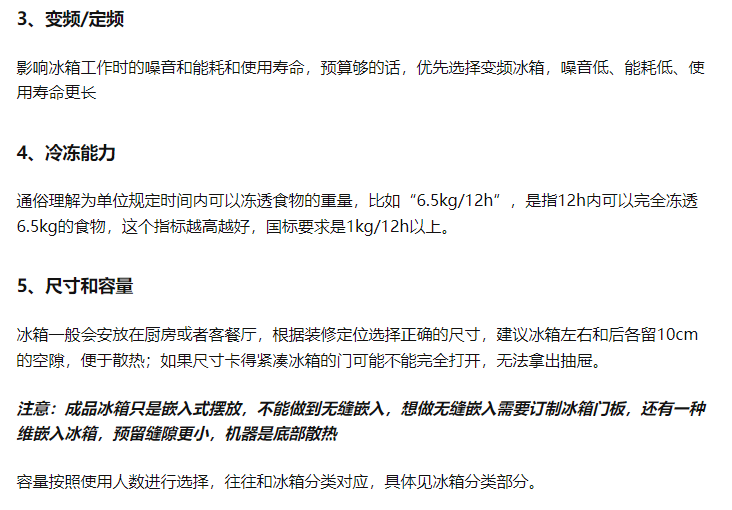 3、变频/定频
影响冰箱工作时的噪音和能耗和使用寿命，预算够的话，优先选择变频冰箱，噪音低、能耗低、使
用寿命更长
4、冷冻能力
通俗理解为单位规定时间内可以冻透食物的重量，比如“6.5kg/12h”，是指12h内可以完全冻透
6.5kg的食物，这个指标越高越好，国标要求是1kg/12h以上。
5、尺寸和容量
冰箱一般会安放在厨房或者客餐厅，根据装修定位选择正确的尺寸，建议冰箱左右和后各留10cm
的空隙，便于散热；如果尺寸卡得紧凑冰箱的门可能不能完全打开，无法拿出抽屉。
注意：成品冰箱只是嵌入式摆放，不能做到无缝嵌入，想做无缝嵌入需要订制冰箱门板，还有一种
维嵌入冰箱，预留缝隙更小，机器是底部散热
容量按照使用人数进行选择，往往和冰箱分类对应，具体见冰箱分类部分。